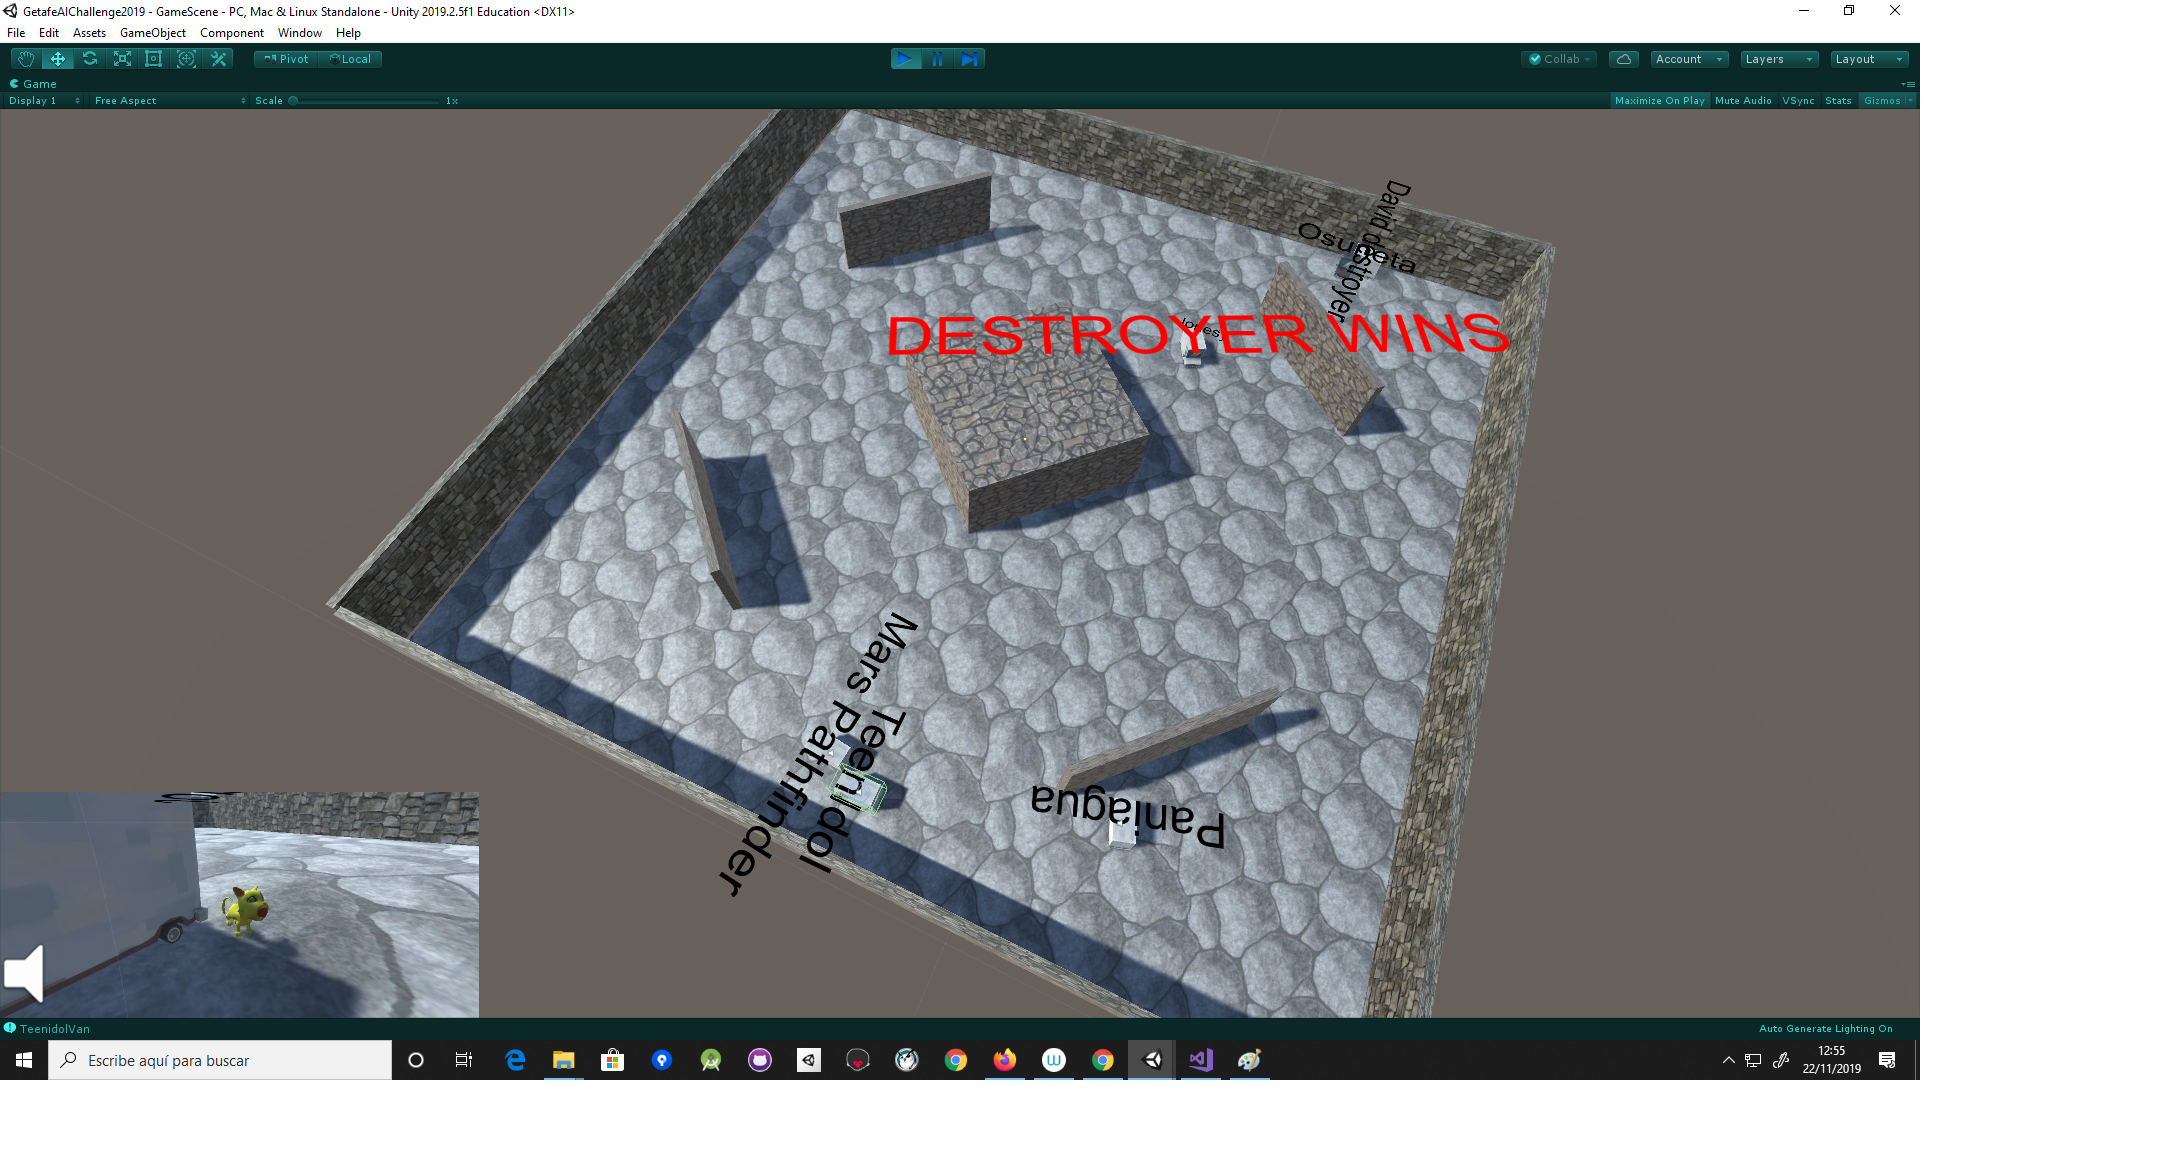 GetafeAIChallenge2019 - GameScene - PC, Mac & Linux Standalone - Unity 2019.2.5f1 Education <DX11>
File Edit Assets GameObject Component Window Help
Pivot Local Collab Account Layers Layout
Game
Display 1 Free Aspect Scale 1x Maximize On Play Mute Audio VSync Stats Gizmos
David destroyer
Osuneta
DESTROYER WINS
Mars Pathfinder
Teenidol
Paniagua
TeenidolVan Auto Generate Lighting On
Escribe aquí para buscar
12:55
22/11/2019